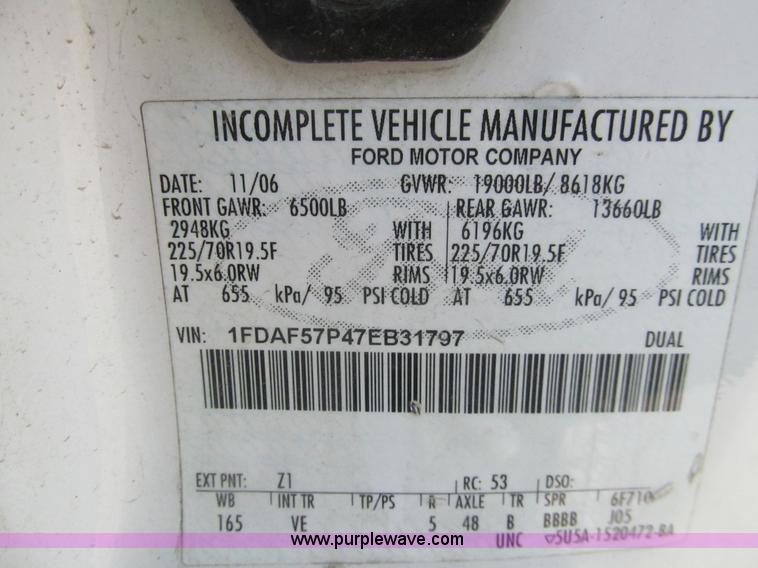 INCOMPLETE VEHICLE MANUFACTURED BY
FORD MOTOR COMPANY
DATE: 11/06 GVWR: 19000LB/ 8618KG
FRONT GAWR: 6500LB REAR GAWR: 13660LB
2948KG WITH 6196KG WITH
225/70R19.5F TIRES 225/70R19.5F TIRES
19.5x6.0RW RIMS 19.5x6.0RW RIMS
AT 655 kPa/ 95 PSI COLD AT 655 kPa/ 95 PSI COLD
VIN: 1FDAF57P47EB31797 DUAL
EXT PNT: Z1 RC: 53 DSO:
WB INT TR TP/PS R AXLE TR SPR 6F710
165 VE 5 48 B BBBB J05
UNC 5U5A-1520472-BA
www.purplewave.com